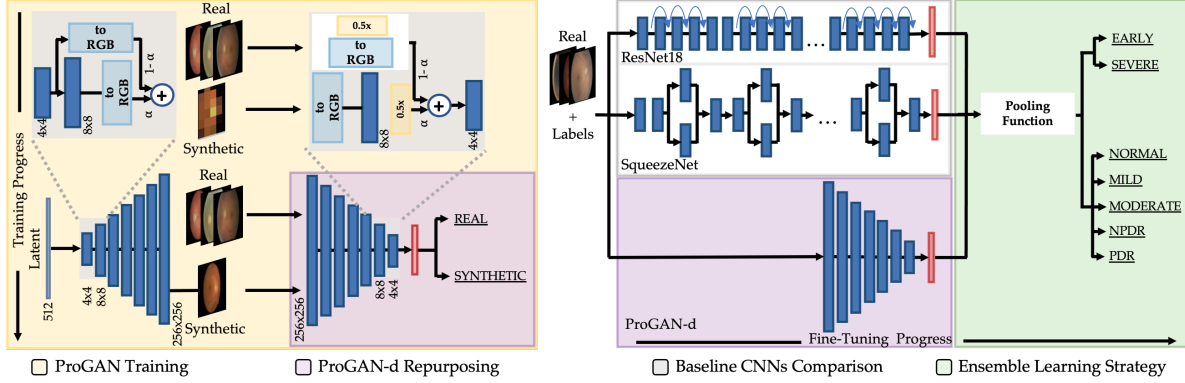 Training Progress
Real
to RGB
1- α
to RGB
α
+
4x4
8x8
Synthetic
0.5x
to RGB
1- α
to RGB
8x8
0.5x
α
+
4x4
Latent
512
4x4
8x8
256x256
Real
Synthetic
256x256
8x8
4x4
REAL
SYNTHETIC
Real
+
Labels
...
ResNet18
...
SqueezeNet
ProGAN-d
Fine-Tuning Progress
Pooling
Function
EARLY
SEVERE
NORMAL
MILD
MODERATE
NPDR
PDR
ProGAN Training
ProGAN-d Repurposing
Baseline CNNs Comparison
Ensemble Learning Strategy